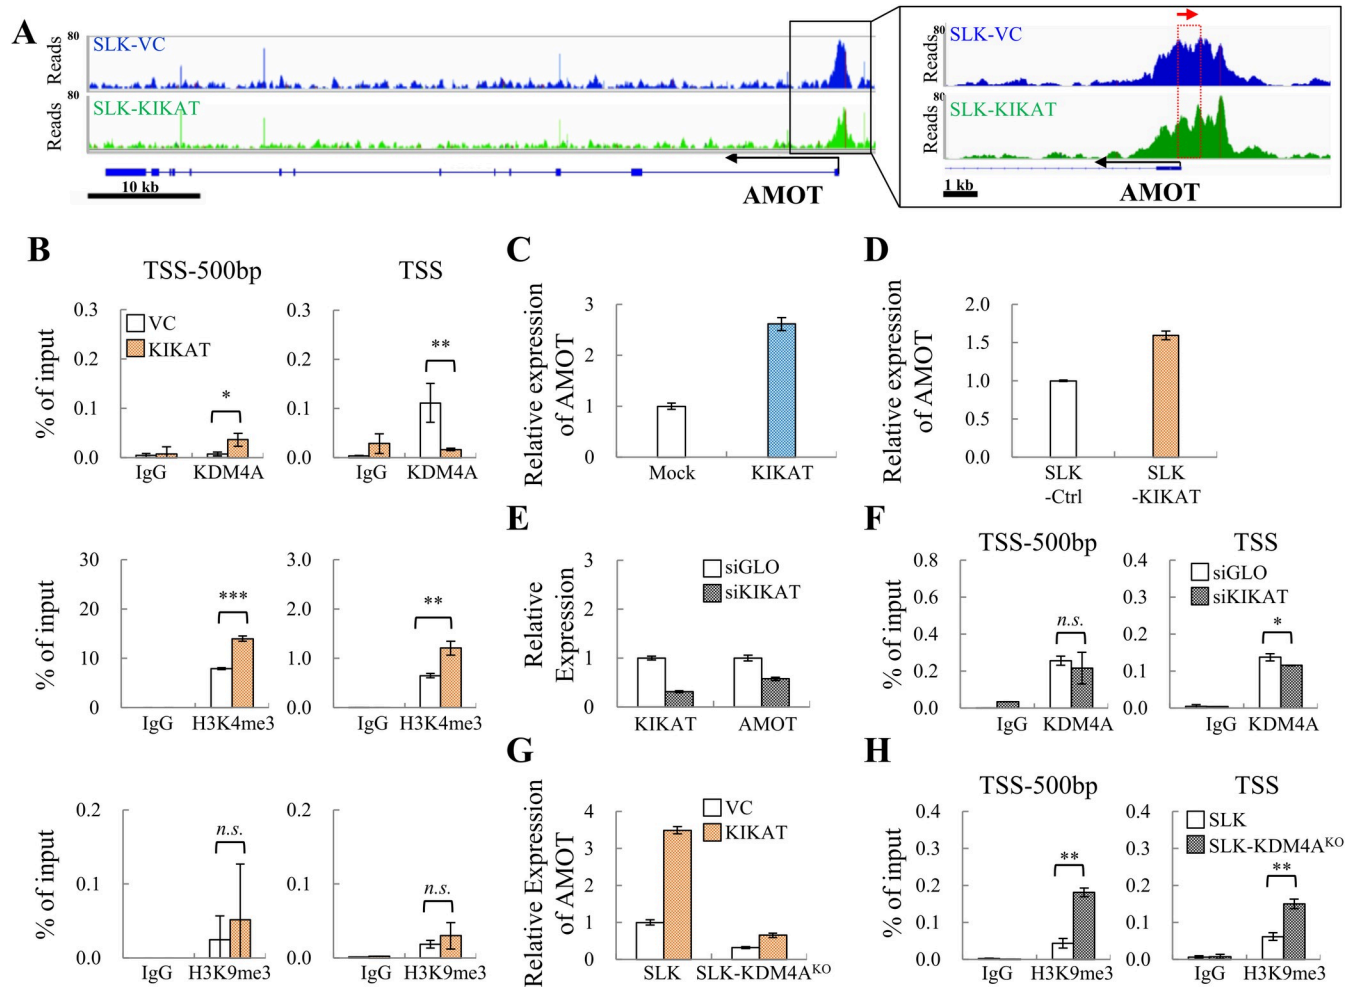 A
80
Reads
SLK-VC
80
Reads
SLK-KIKAT
10 kb
AMOT
80
Reads
SLK-VC
80
Reads
SLK-KIKAT
1 kb
AMOT
B
TSS-500bp
TSS
% of input
0.3
0.2
0.1
0.0
VC
KIKAT
*
IgG
KDM4A
0.3
0.2
0.1
0.0
**
IgG
KDM4A
% of input
30
20
10
0
***
IgG
H3K4me3
3.0
2.0
1.0
0.0
**
IgG
H3K4me3
% of input
0.2
0.1
0.0
n.s.
IgG
H3K9me3
0.2
0.1
0.0
n.s.
IgG
H3K9me3
C
Relative expression
of AMOT
3
2
1
0
Mock
KIKAT
D
Relative expression
of AMOT
2.0
1.5
1.0
0.5
0.0
SLK
-Ctrl
SLK
-KIKAT
E
Relative
Expression
3
2
1
0
siGLO
siKIKAT
KIKAT
AMOT
F
TSS-500bp
TSS
% of input
0.8
0.6
0.4
0.2
0.0
n.s.
IgG
KDM4A
0.4
0.3
0.2
0.1
0.0
siGLO
siKIKAT
*
IgG
KDM4A
G
Relative Expression
of AMOT
4
3
2
1
0
VC
KIKAT
SLK
SLK-KDM4AKO
H
TSS-500bp
TSS
% of input
0.4
0.3
0.2
0.1
0.0
**
IgG
H3K9me3
0.4
0.3
0.2
0.1
0.0
SLK
SLK-KDM4AKO
**
IgG
H3K9me3